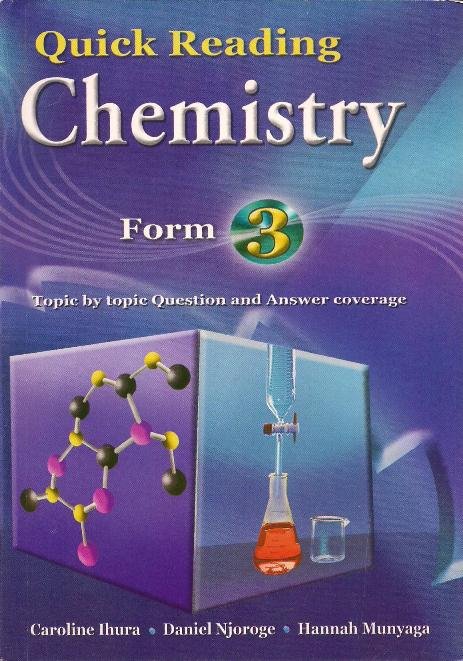 Quick Reading
Chemistry
Form 3
Topic by topic Question and Answer coverage
Caroline Ihura • Daniel Njoroge • Hannah Munyaga